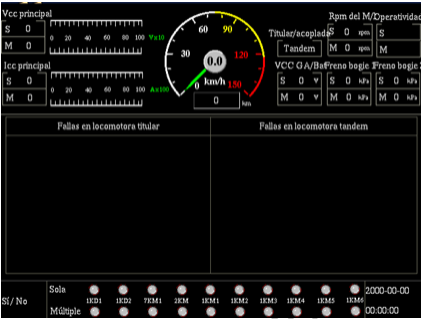 Vcc principal
S 0
M 0
0 20 40 60 80 100 Vx10
Icc principal
S 0
M 0
0 20 40 60 80 100 Ax100
0 30 60 90 120 150
0.0
km/h
0 km
Titular/acoplada
Tandem
Rpm del M/D
S 0 rpm
M 0 rpm
Operatividad
S
M
VCC GA/Bat
S 0 V
M 0 V
Freno bogie 1
S 0 kPa
M 0 kPa
Freno bogie 2
S 0 kPa
M 0 kPa
Fallas en locomotora titular
Fallas en locomotora tandem
Sí/No
Sola
1KD1 1KD2 7KM1 2KM 1KM1 1KM2 1KM3 1KM4 1KM5 1KM6
Múltiple
2000-00-00
00:00:00